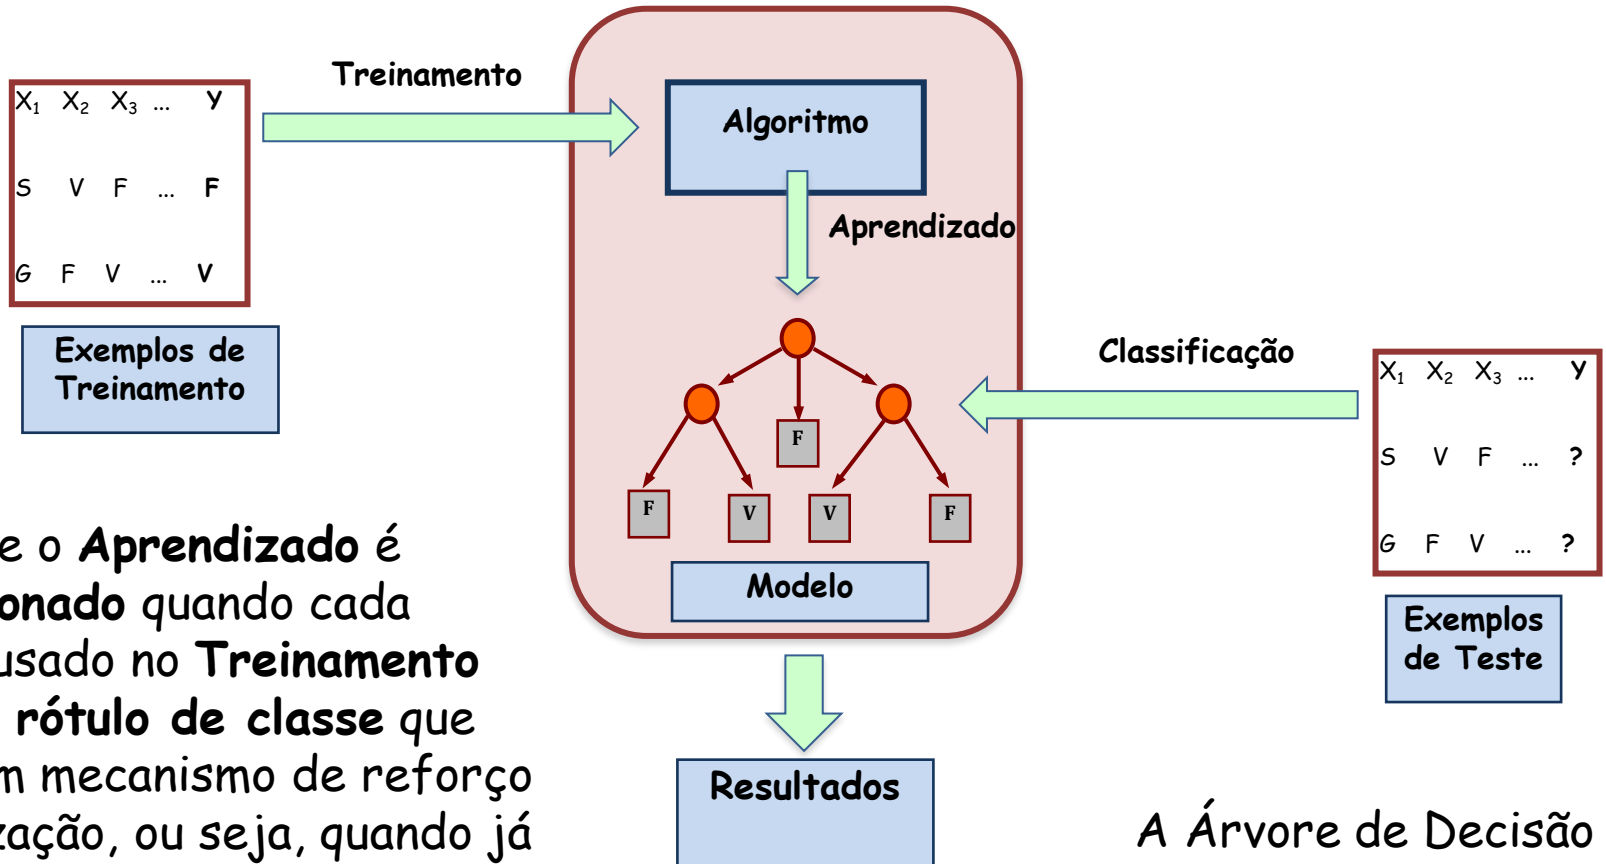 Treinamento
X₁ X₂ X₃ ... Y
S V F ... F
G F V ... V
Exemplos de
Treinamento
Algoritmo
Aprendizado
F
F V V F
Modelo
Classificação
X₁ X₂ X₃ ... Y
S V F ... ?
G F V ... ?
Exemplos
de Teste
Resultados
e o Aprendizado é
onado quando cada
usado no Treinamento
rótulo de classe que
m mecanismo de reforço
zação, ou seja, quando já
A Árvore de Decisão